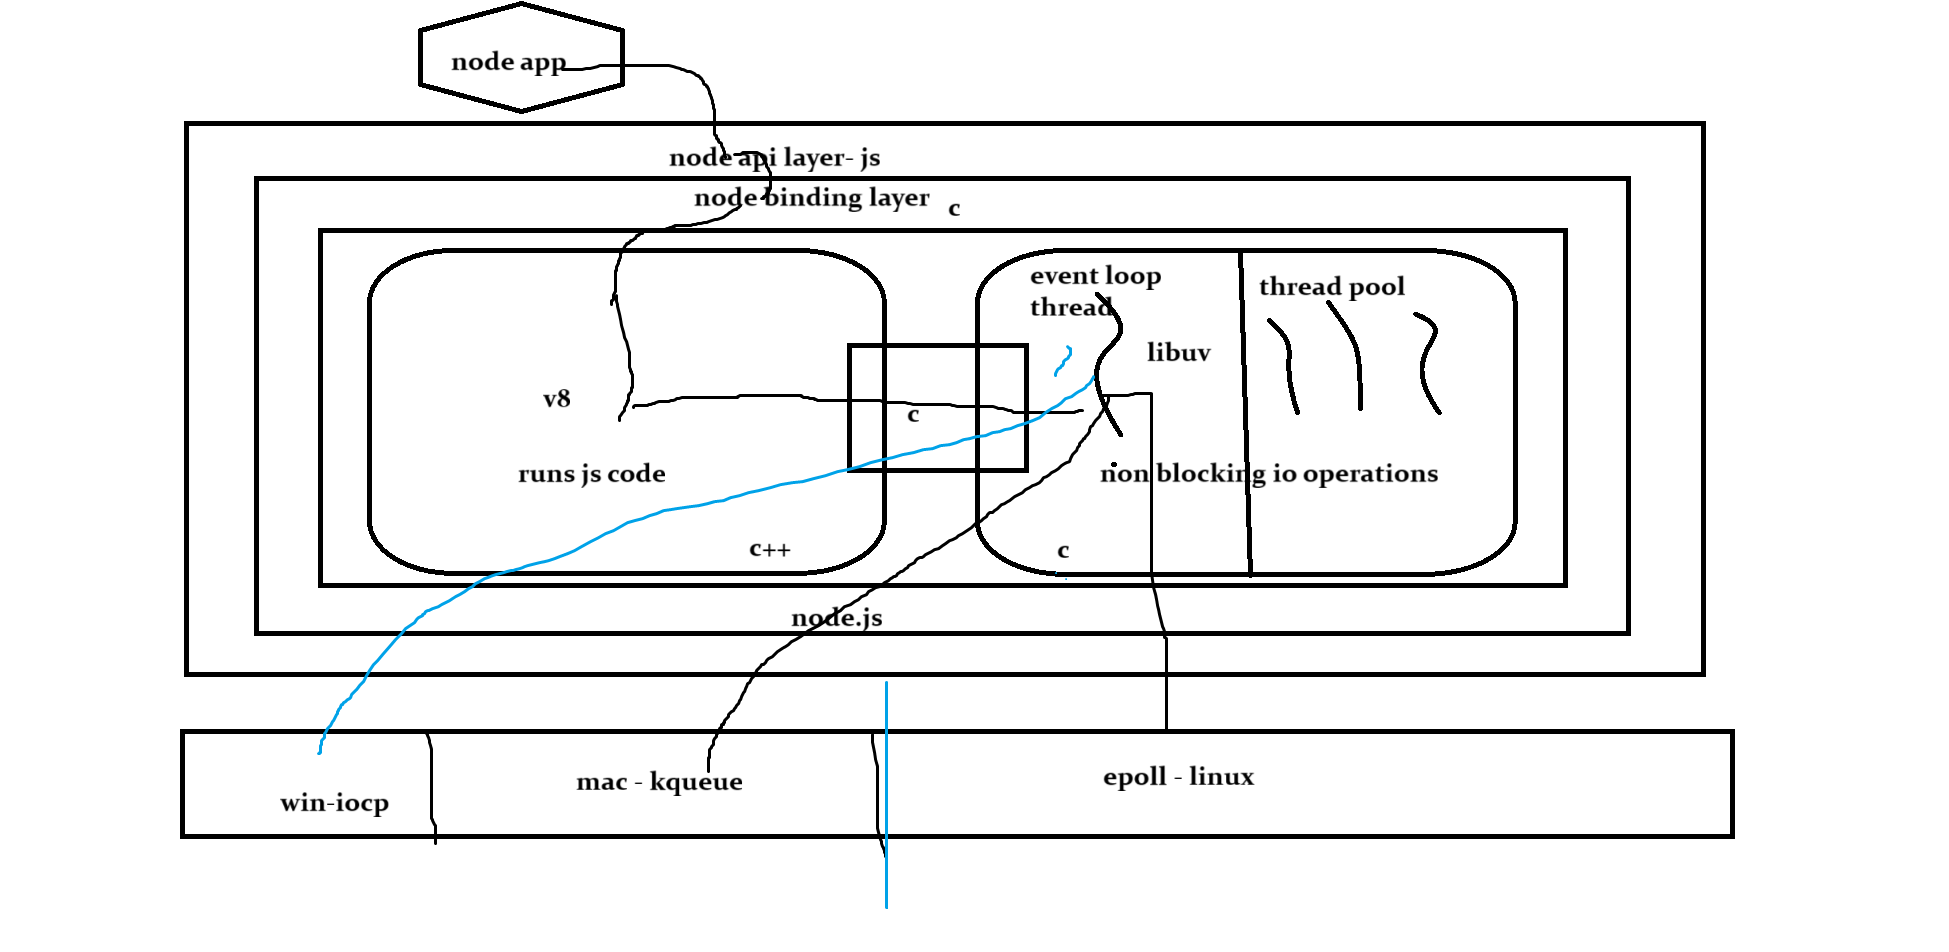 node app
node api layer- js
node binding layer
c
event loop
thread
thread pool
libuv
v8
c
runs js code
non blocking io operations
c++
c
node.js
win-iocp
mac - kqueue
epoll - linux